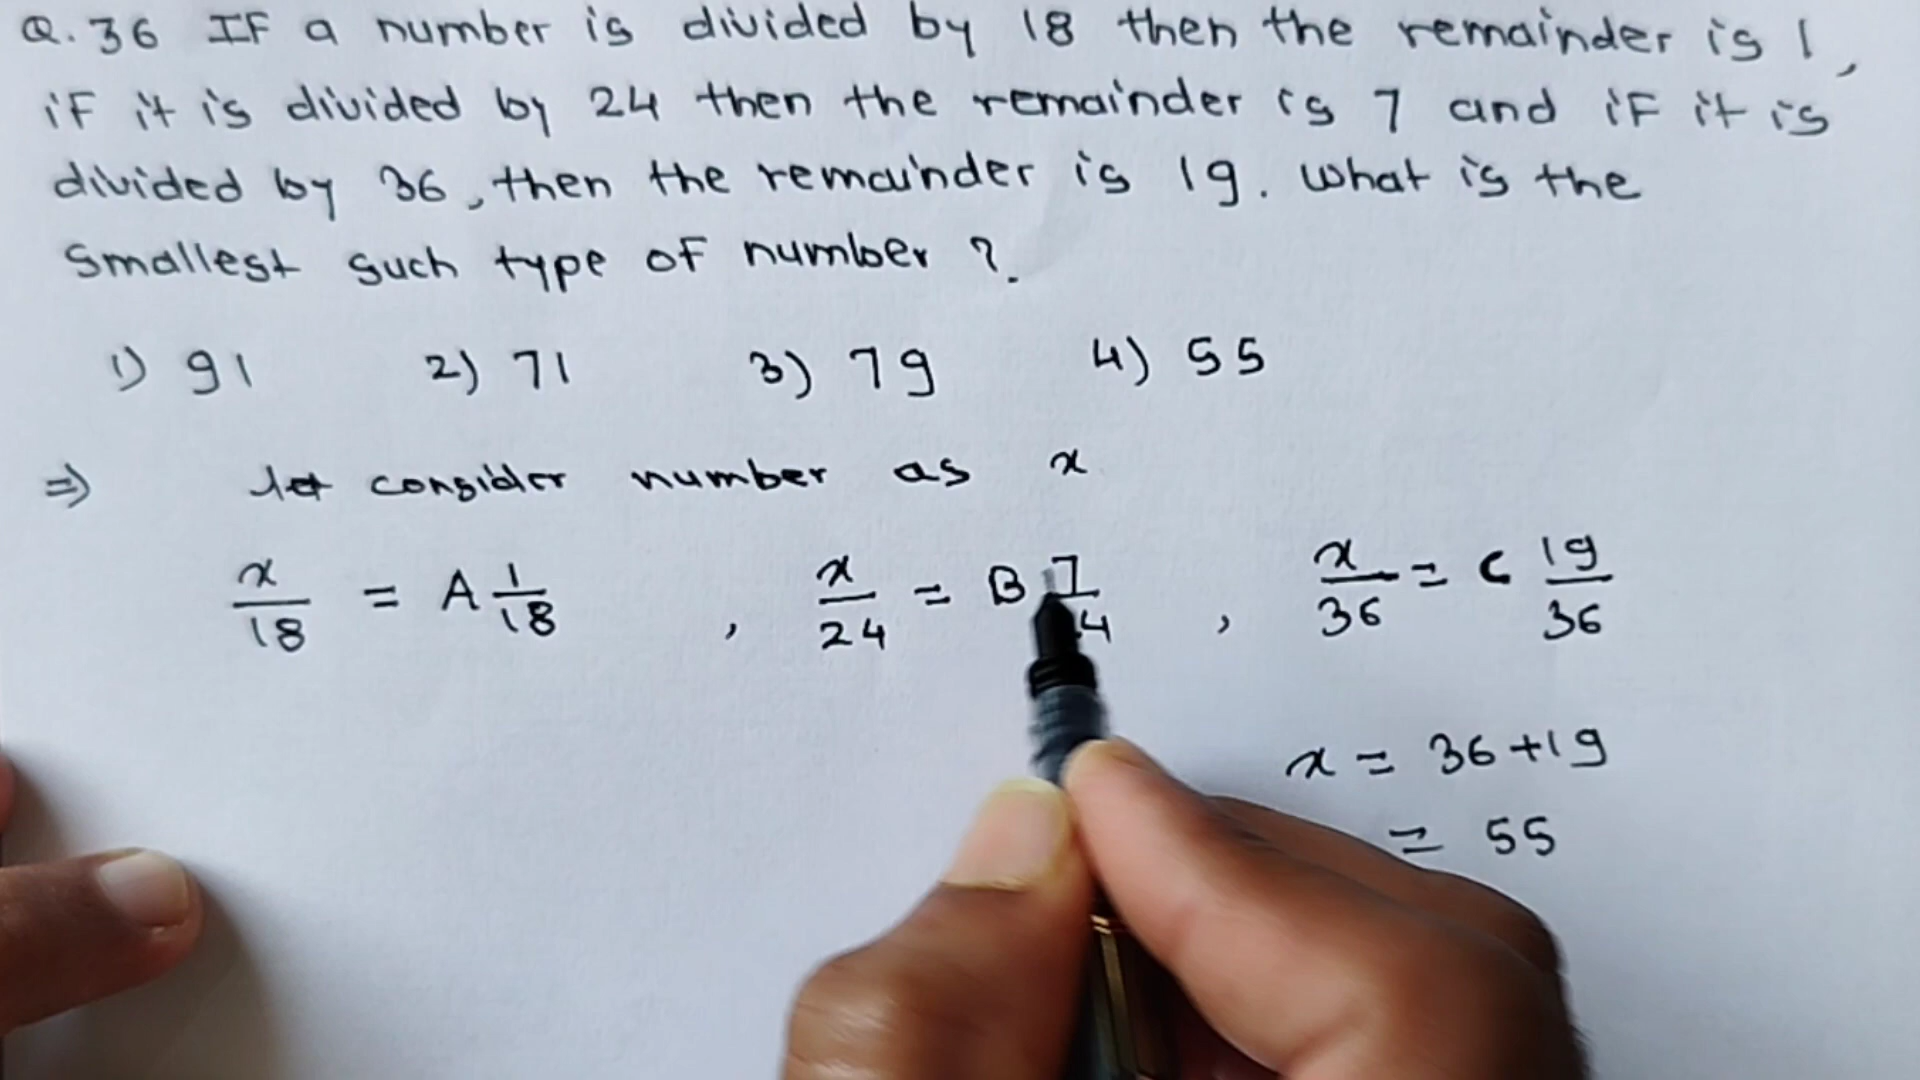 Q. 36 IF a number is divided by 18 then the remainder is 1,
if it is divided by 24 then the remainder is 7 and if it is
divided by 36, then the remainder is 19. What is the
Smallest such type of number ?.
1) 91 2) 71 3) 79 4) 55
=) let consider number as x
x/18 = A 1/18 , x/24 = B 7/4 , x/36 = C 19/36
x = 36+19
= 55